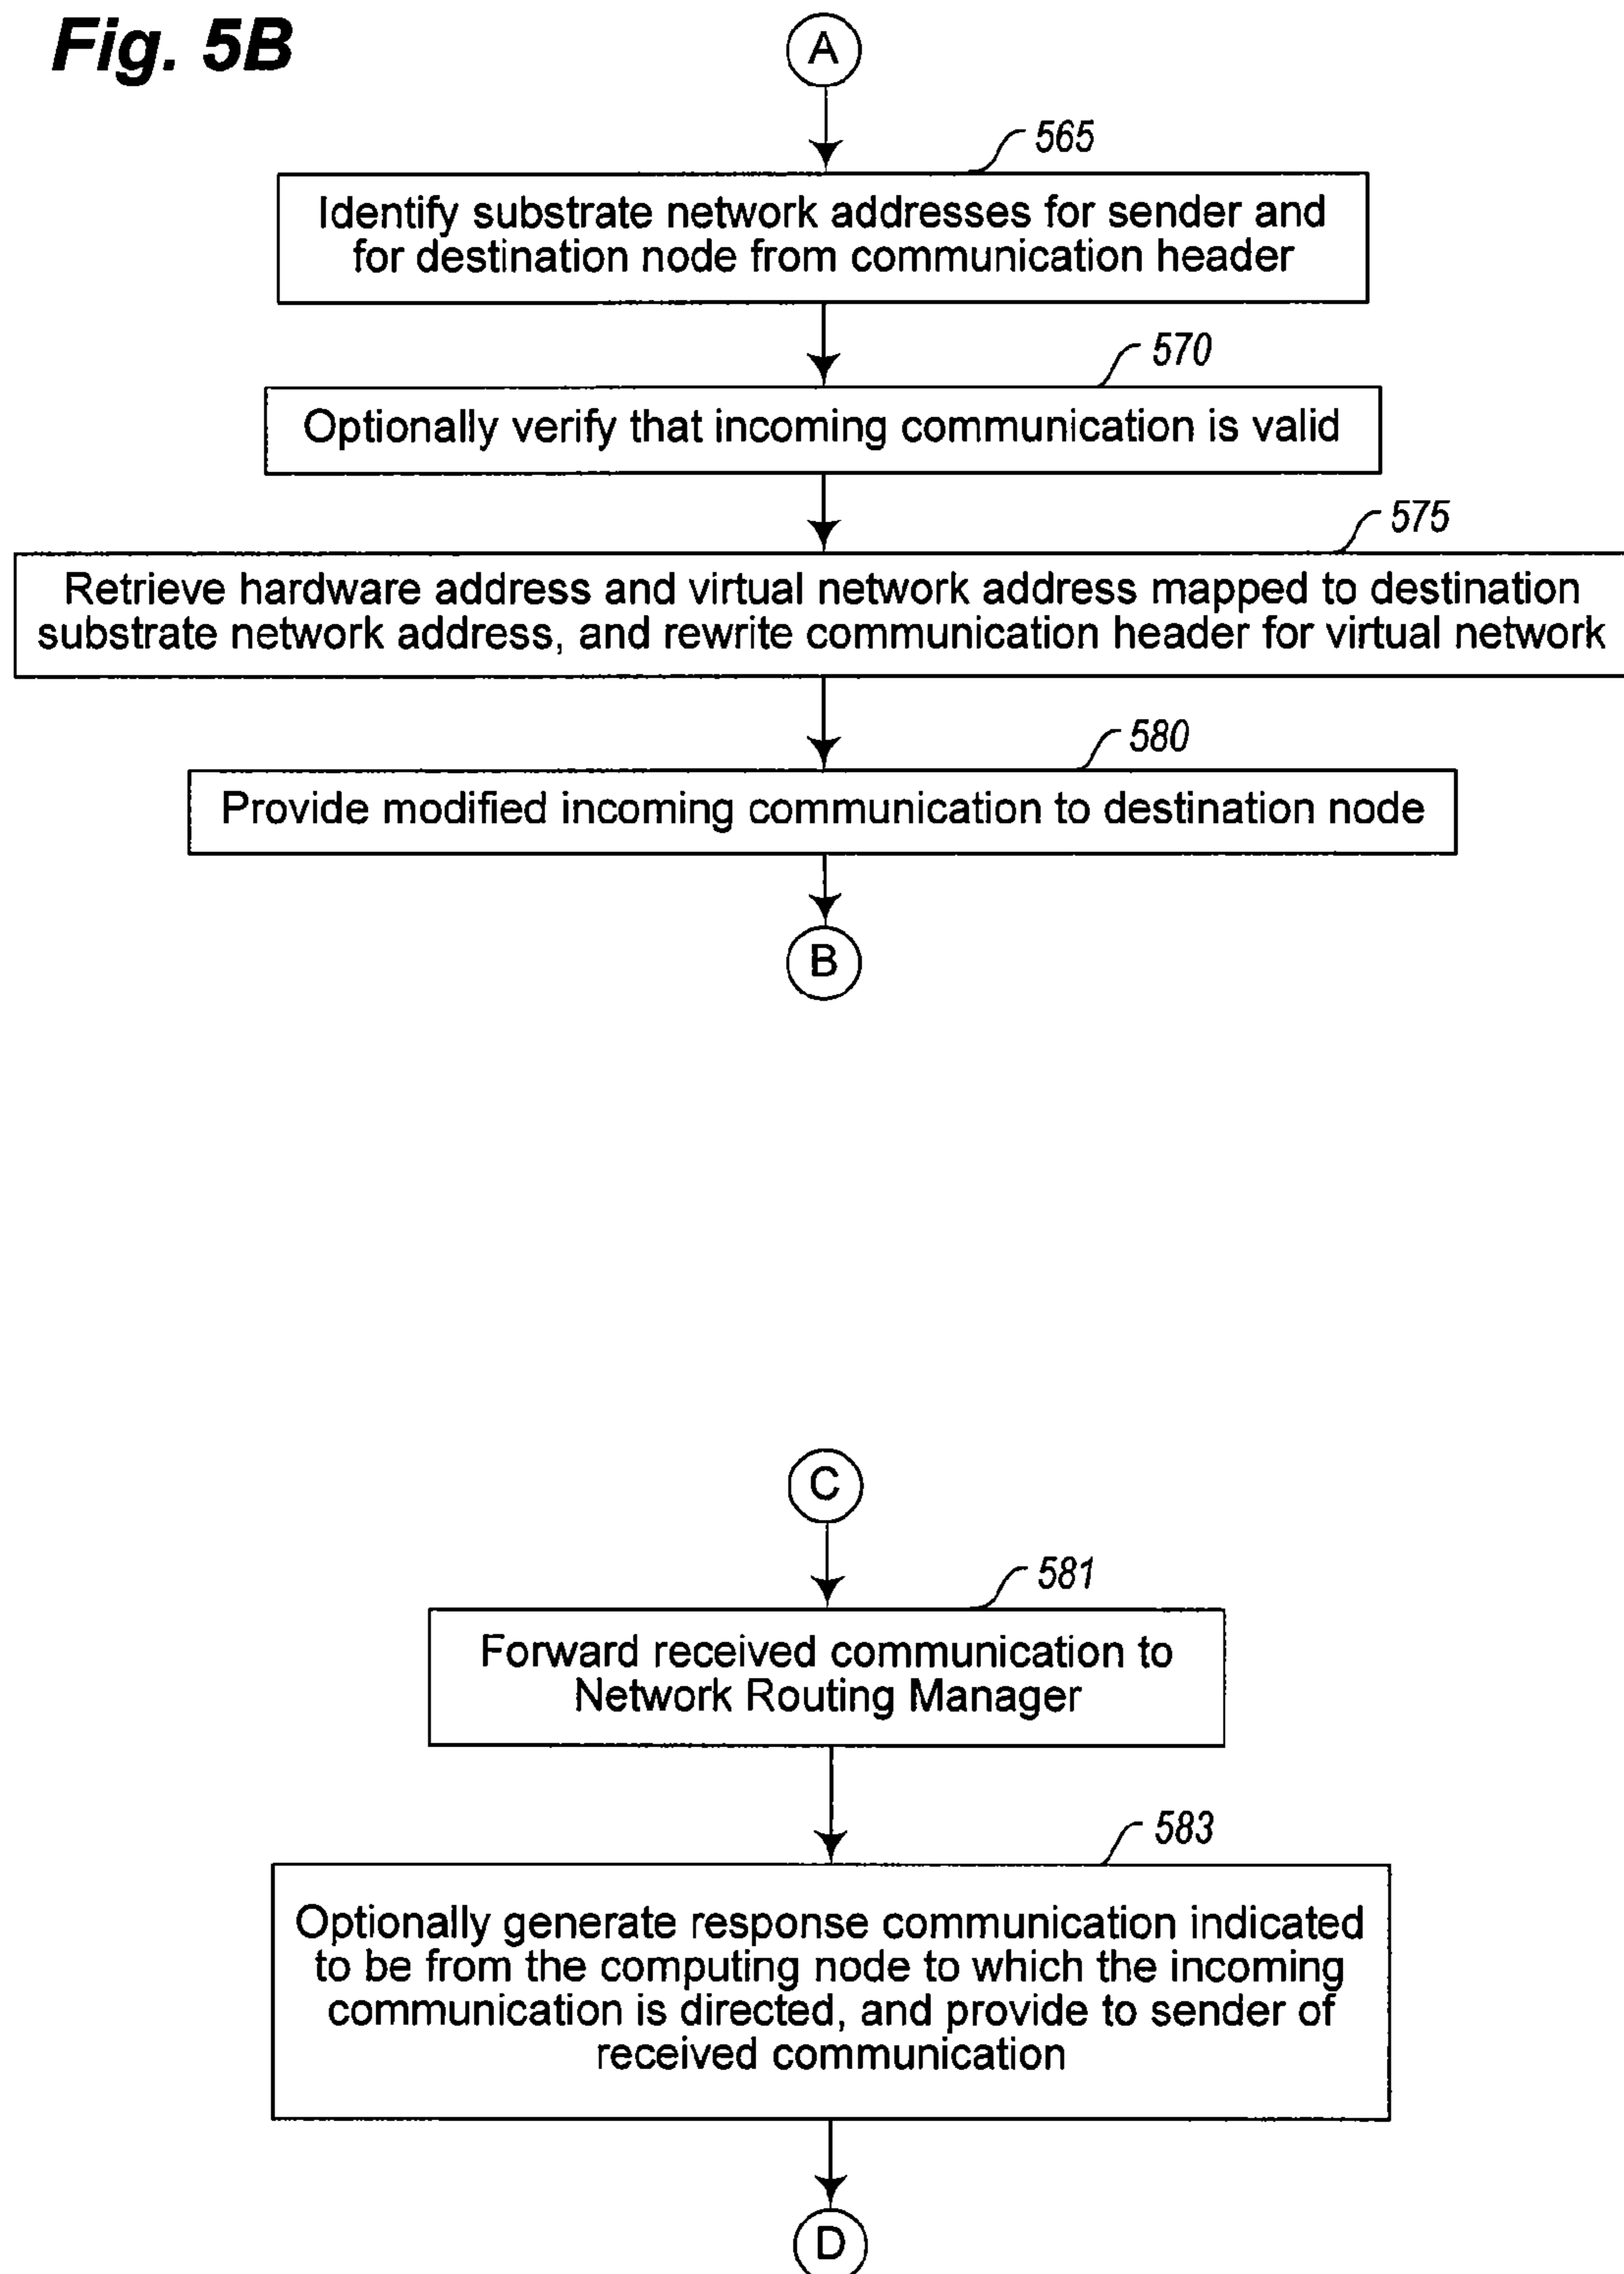 Fig. 5B
A
565
Identify substrate network addresses for sender and
for destination node from communication header
570
Optionally verify that incoming communication is valid
575
Retrieve hardware address and virtual network address mapped to destination
substrate network address, and rewrite communication header for virtual network
580
Provide modified incoming communication to destination node
B
C
581
Forward received communication to
Network Routing Manager
583
Optionally generate response communication indicated
to be from the computing node to which the incoming
communication is directed, and provide to sender of
received communication
D